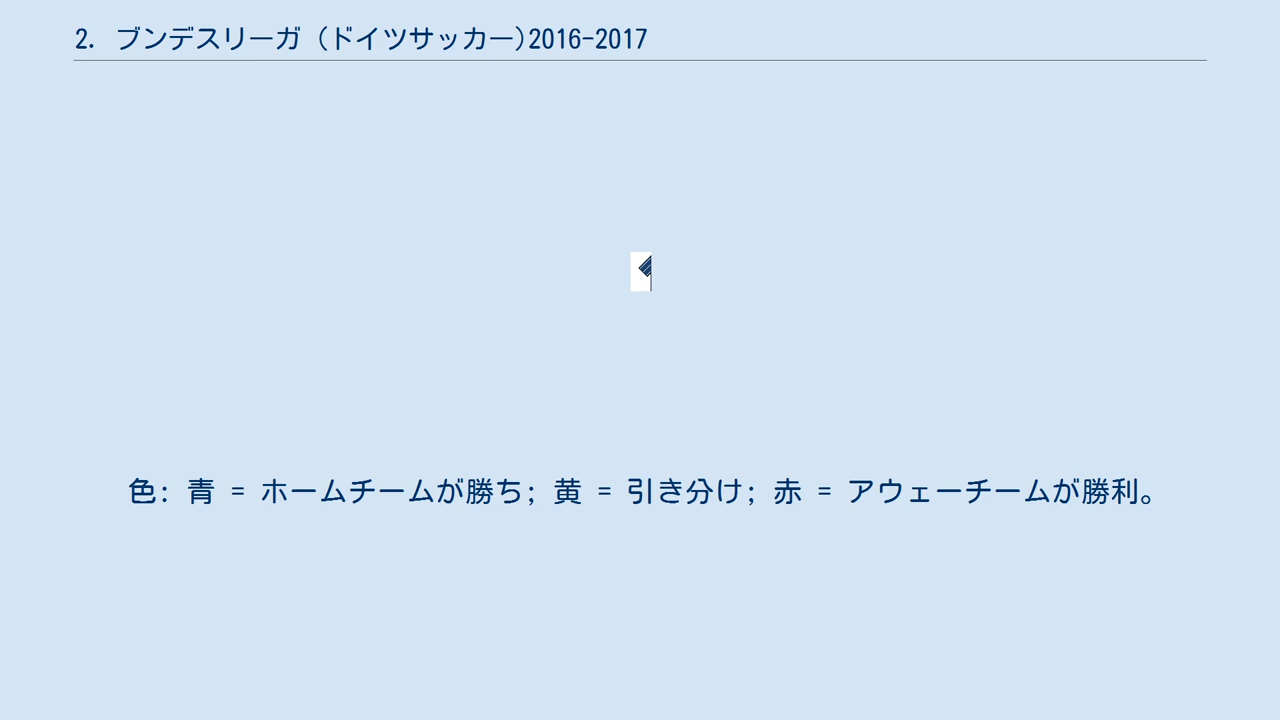 2. ブンデスリーガ (ドイツサッカー)2016-2017
色: 青 = ホームチームが勝ち; 黄 = 引き分け; 赤 = アウェーチームが勝利。